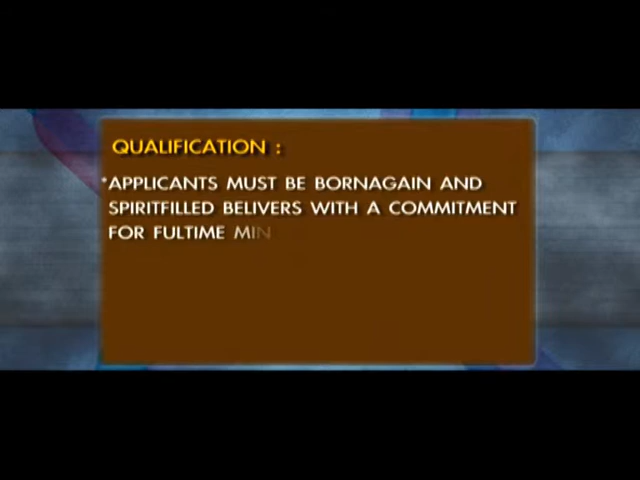 QUALIFICATION :
*APPLICANTS MUST BE BORNAGAIN AND
SPIRITFILLED BELIVERS WITH A COMMITMENT
FOR FULTIME MIN